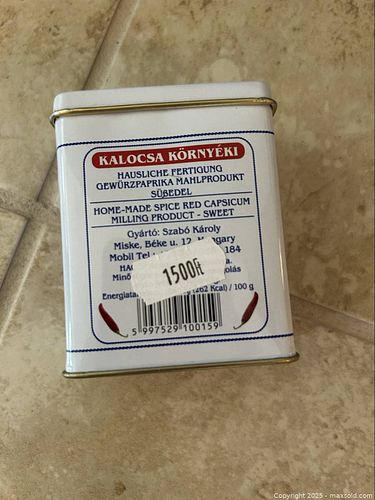 KALOCSA KÖRNYÉKI
HAUSLICHE FERTIGUNG
GEWÜRZPAPRIKA MAHLPRODUKT
SÜßEDEL
HOME-MADE SPICE RED CAPSICUM
MILLING PRODUCT - SWEET
Gyártó: Szabó Károly
Miske, Béke u. 12. Hungary
Mobil Tel 184
1500Ft
(262 Kcal) / 100 g
5 997529 100159
Copyright 2025 - maxsold.com